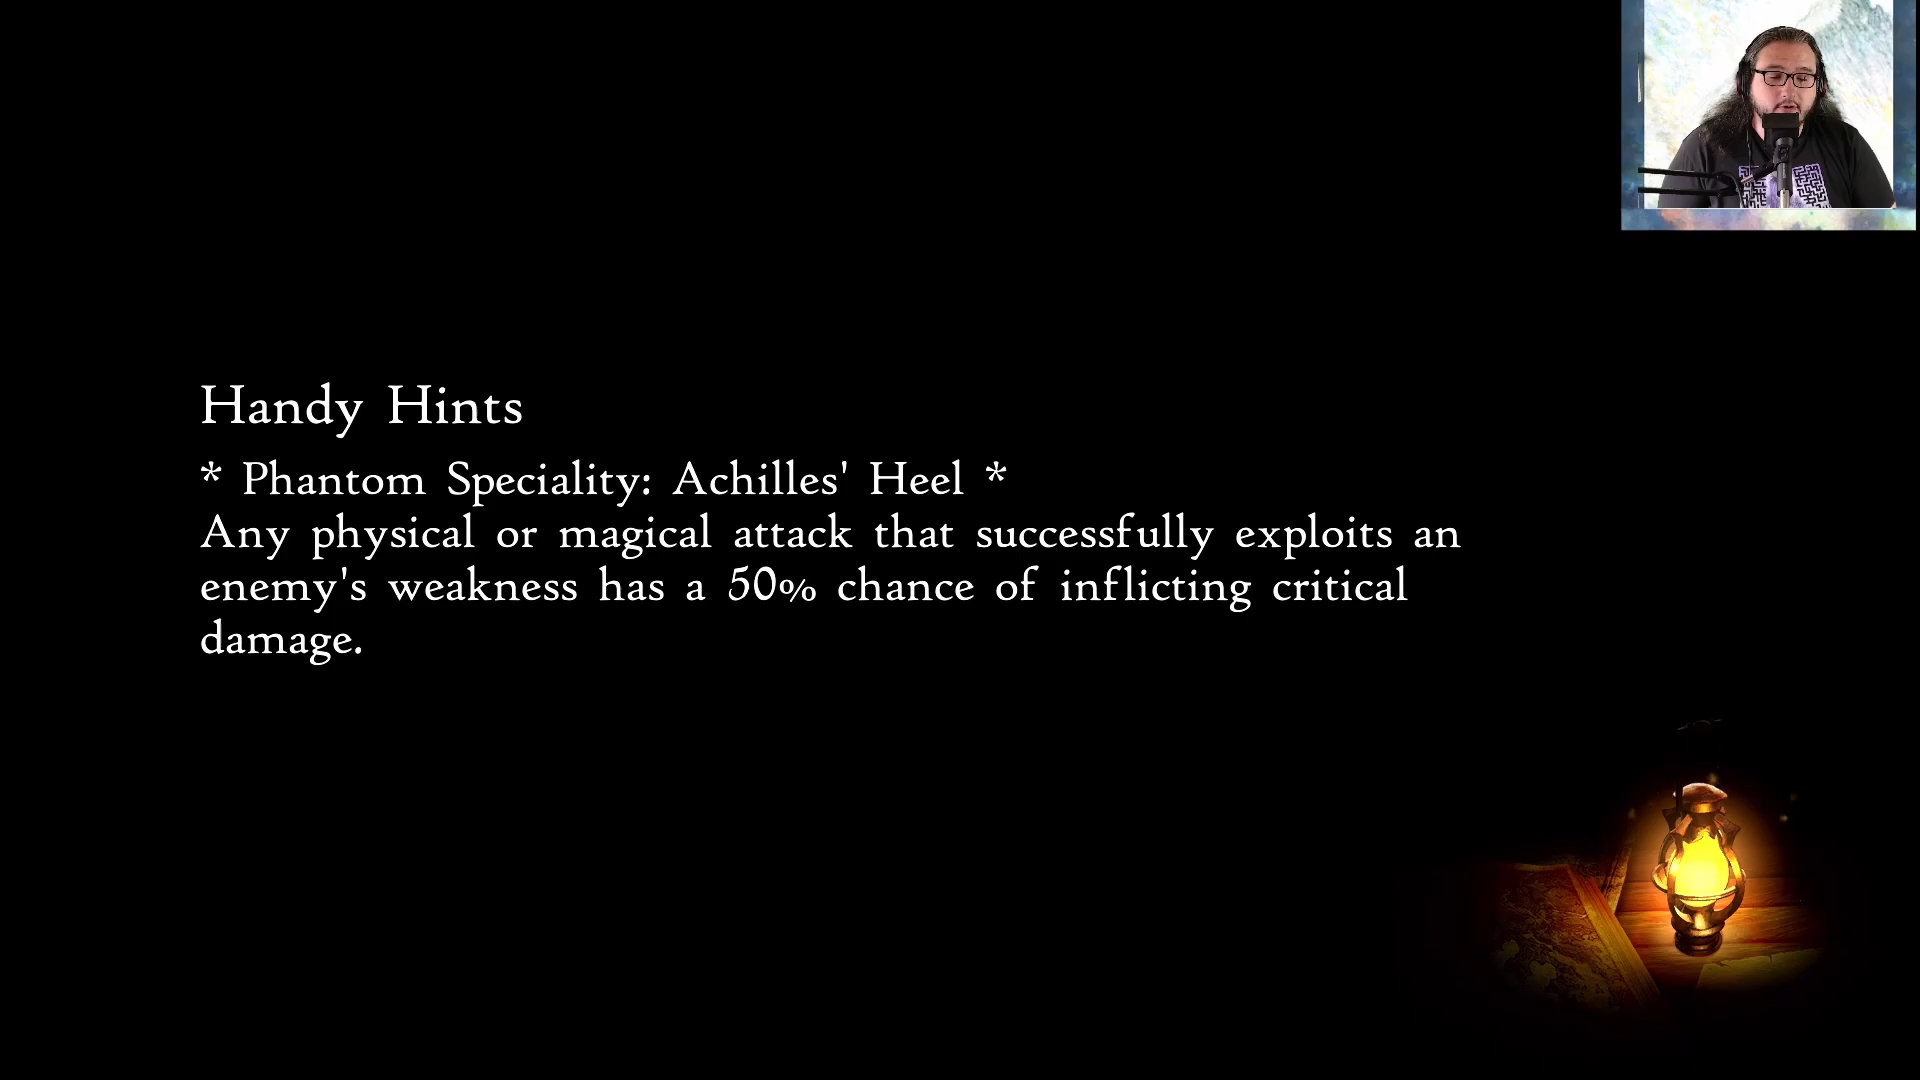 Handy Hints
* Phantom Speciality: Achilles' Heel *
Any physical or magical attack that successfully exploits an
enemy's weakness has a 50% chance of inflicting critical
damage.